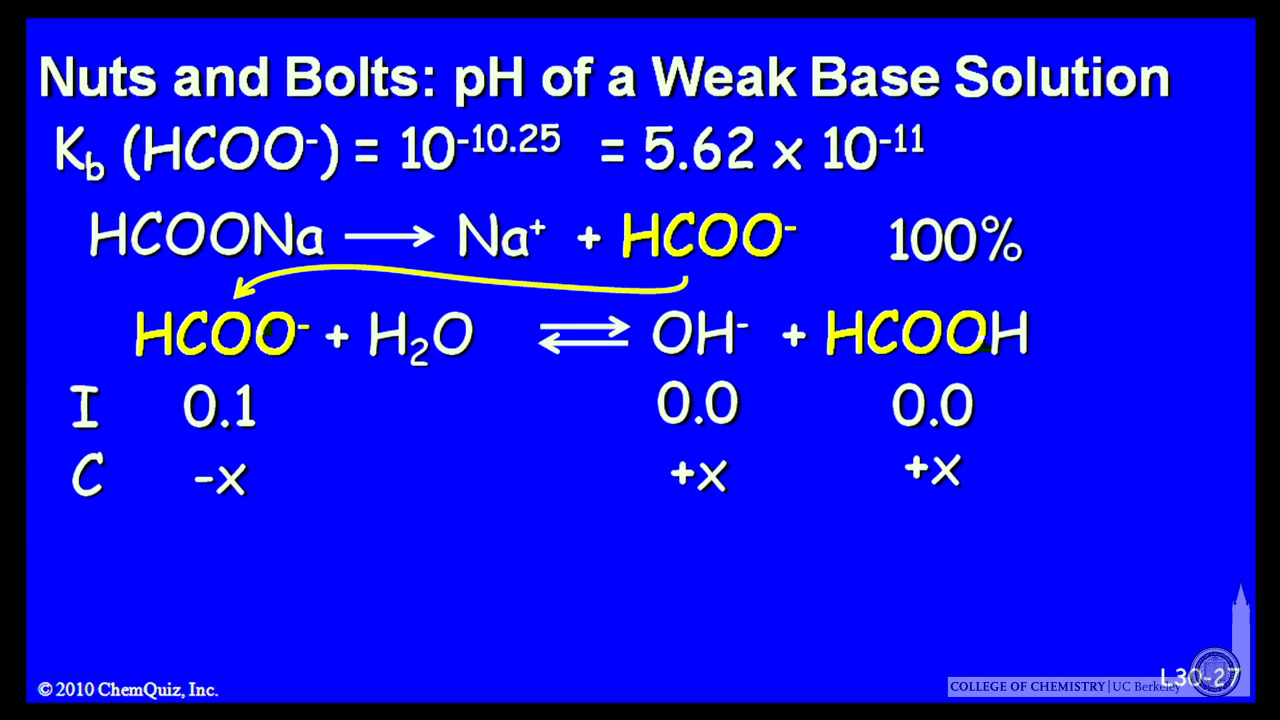 Nuts and Bolts: pH of a Weak Base Solution
K_b (HCOO⁻) = 10⁻¹⁰·²⁵ = 5.62 x 10⁻¹¹
HCOONa ⟶ Na⁺ + HCOO⁻ 100%
HCOO⁻ + H₂O ⇌ OH⁻ + HCOOH
I 0.1 0.0 0.0
C -x +x +x
L30-27
© 2010 ChemQuiz, Inc.
COLLEGE OF CHEMISTRY | UC Berkeley